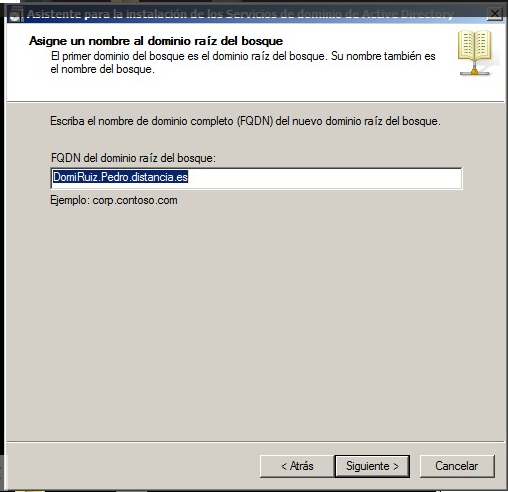 Asistente para la instalación de los Servicios de dominio de Active Directory
Asigne un nombre al dominio raíz del bosque
El primer dominio del bosque es el dominio raíz del bosque. Su nombre también es
el nombre del bosque.
Escriba el nombre de dominio completo (FQDN) del nuevo dominio raíz del bosque.
FQDN del dominio raíz del bosque:
DomiRuiz.Pedro.distancia.es
Ejemplo: corp.contoso.com
< Atrás
Siguiente >
Cancelar